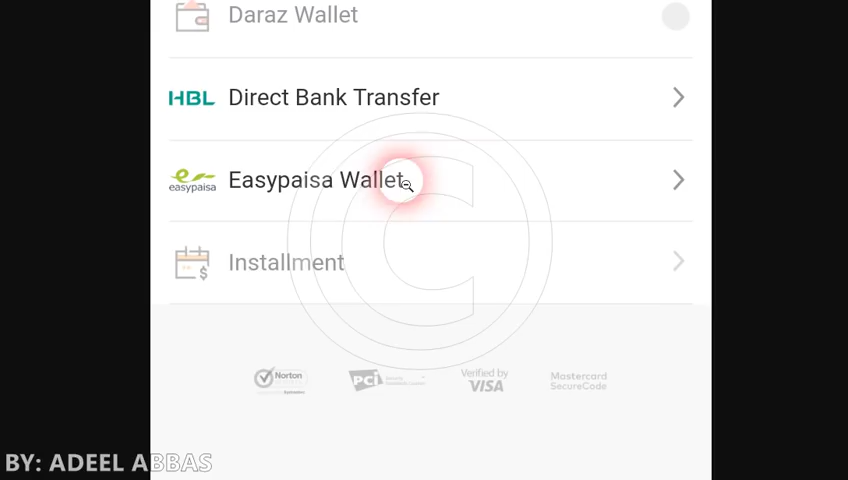 Daraz Wallet
HBL Direct Bank Transfer
easypaisa Easypaisa Wallet
Installment
Norton
PCI
Verified by
VISA
Mastercard
SecureCode
BY: ADEEL ABBAS